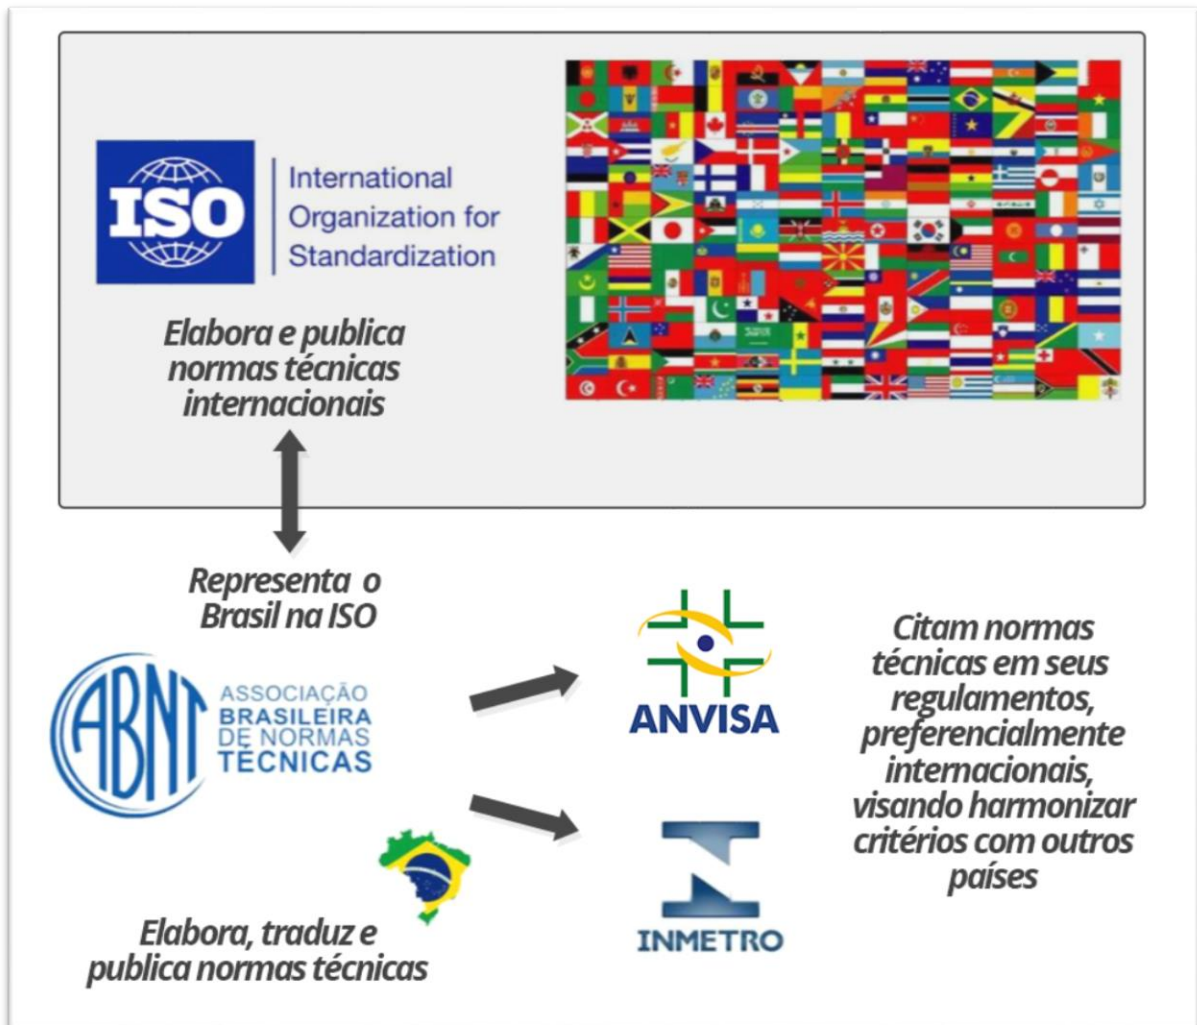 ISO
International
Organization for
Standardization
Elabora e publica
normas técnicas
internacionais
Representa o
Brasil na ISO
ABNT
ASSOCIAÇÃO
BRASILEIRA
DE NORMAS
TÉCNICAS
Elabora, traduz e
publica normas técnicas
ANVISA
INMETRO
Citam normas
técnicas em seus
regulamentos,
preferencialmente
internacionais,
visando harmonizar
critérios com outros
países